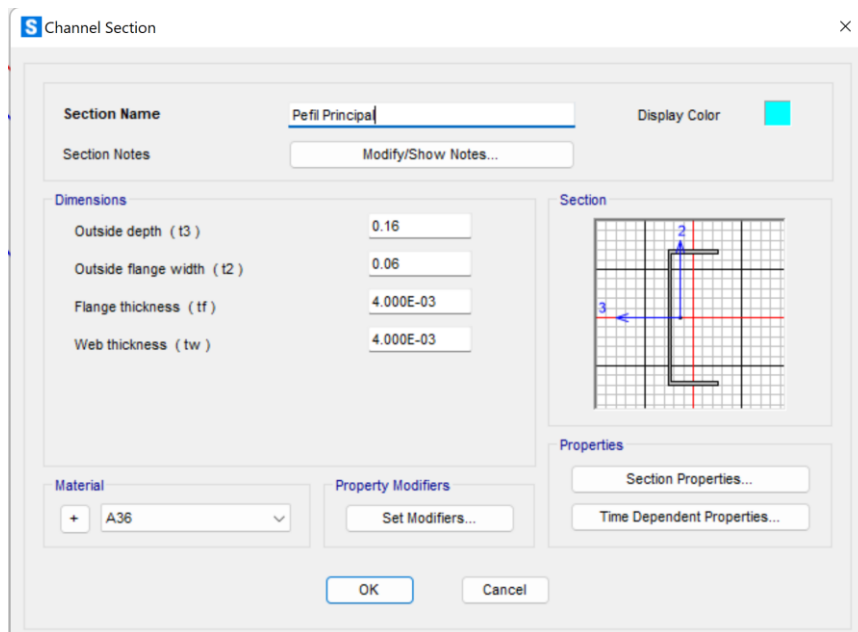 S Channel Section
Section Name Pefil Principal Display Color
Section Notes Modify/Show Notes...
Dimensions
Outside depth ( t3 ) 0.16
Outside flange width ( t2 ) 0.06
Flange thickness ( tf ) 4.000E-03
Web thickness ( tw ) 4.000E-03
Section
2
3
Properties
Section Properties...
Time Dependent Properties...
Material
+ A36
Property Modifiers
Set Modifiers...
OK Cancel